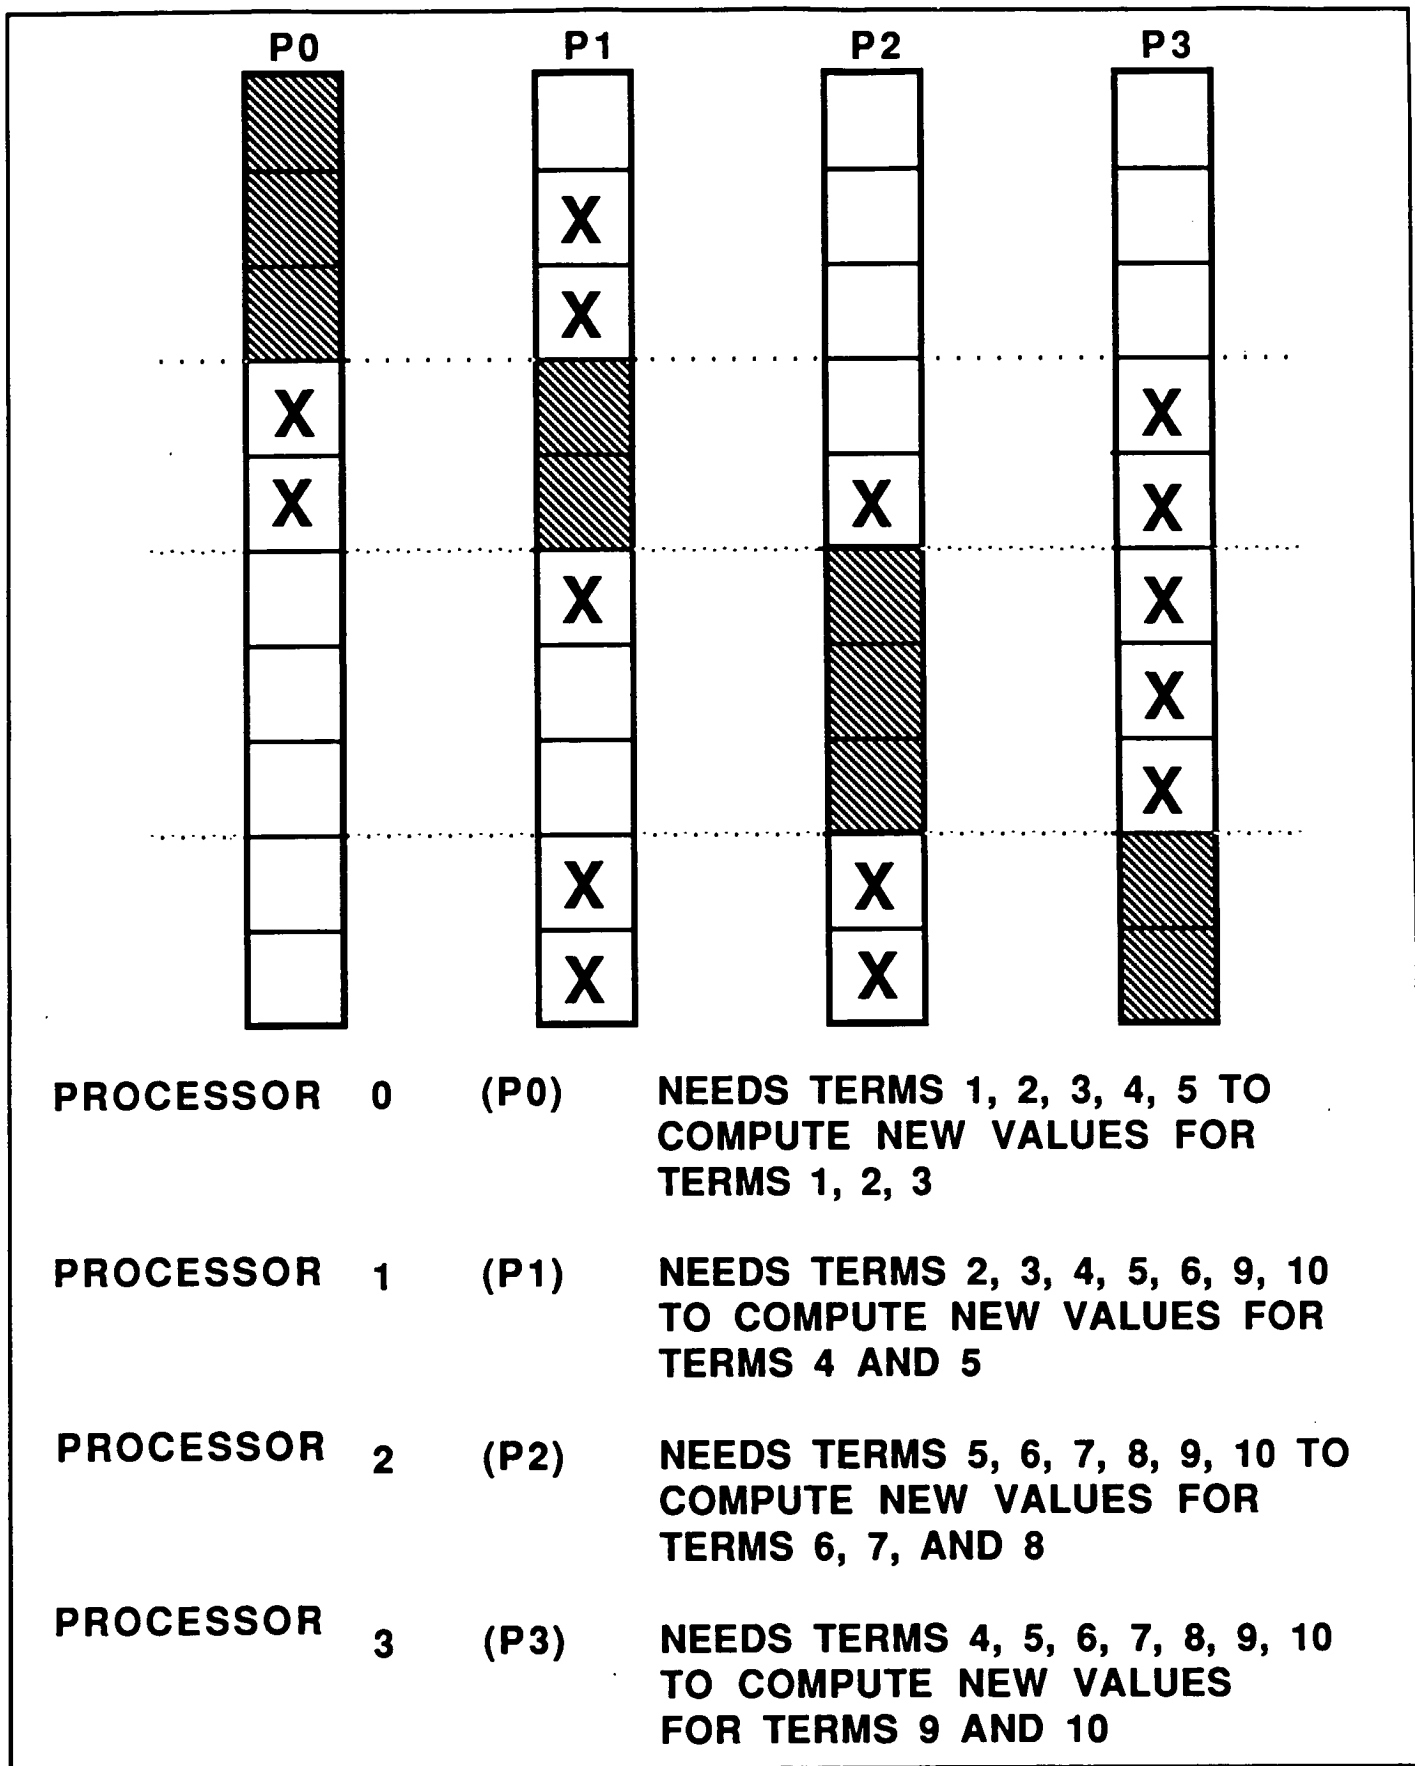 P0 P1 P2 P3
X
X
X X X
X X X
X X
X
X
X X
X X
PROCESSOR 0 (P0) NEEDS TERMS 1, 2, 3, 4, 5 TO
COMPUTE NEW VALUES FOR
TERMS 1, 2, 3
PROCESSOR 1 (P1) NEEDS TERMS 2, 3, 4, 5, 6, 9, 10
TO COMPUTE NEW VALUES FOR
TERMS 4 AND 5
PROCESSOR 2 (P2) NEEDS TERMS 5, 6, 7, 8, 9, 10 TO
COMPUTE NEW VALUES FOR
TERMS 6, 7, AND 8
PROCESSOR 3 (P3) NEEDS TERMS 4, 5, 6, 7, 8, 9, 10
TO COMPUTE NEW VALUES
FOR TERMS 9 AND 10